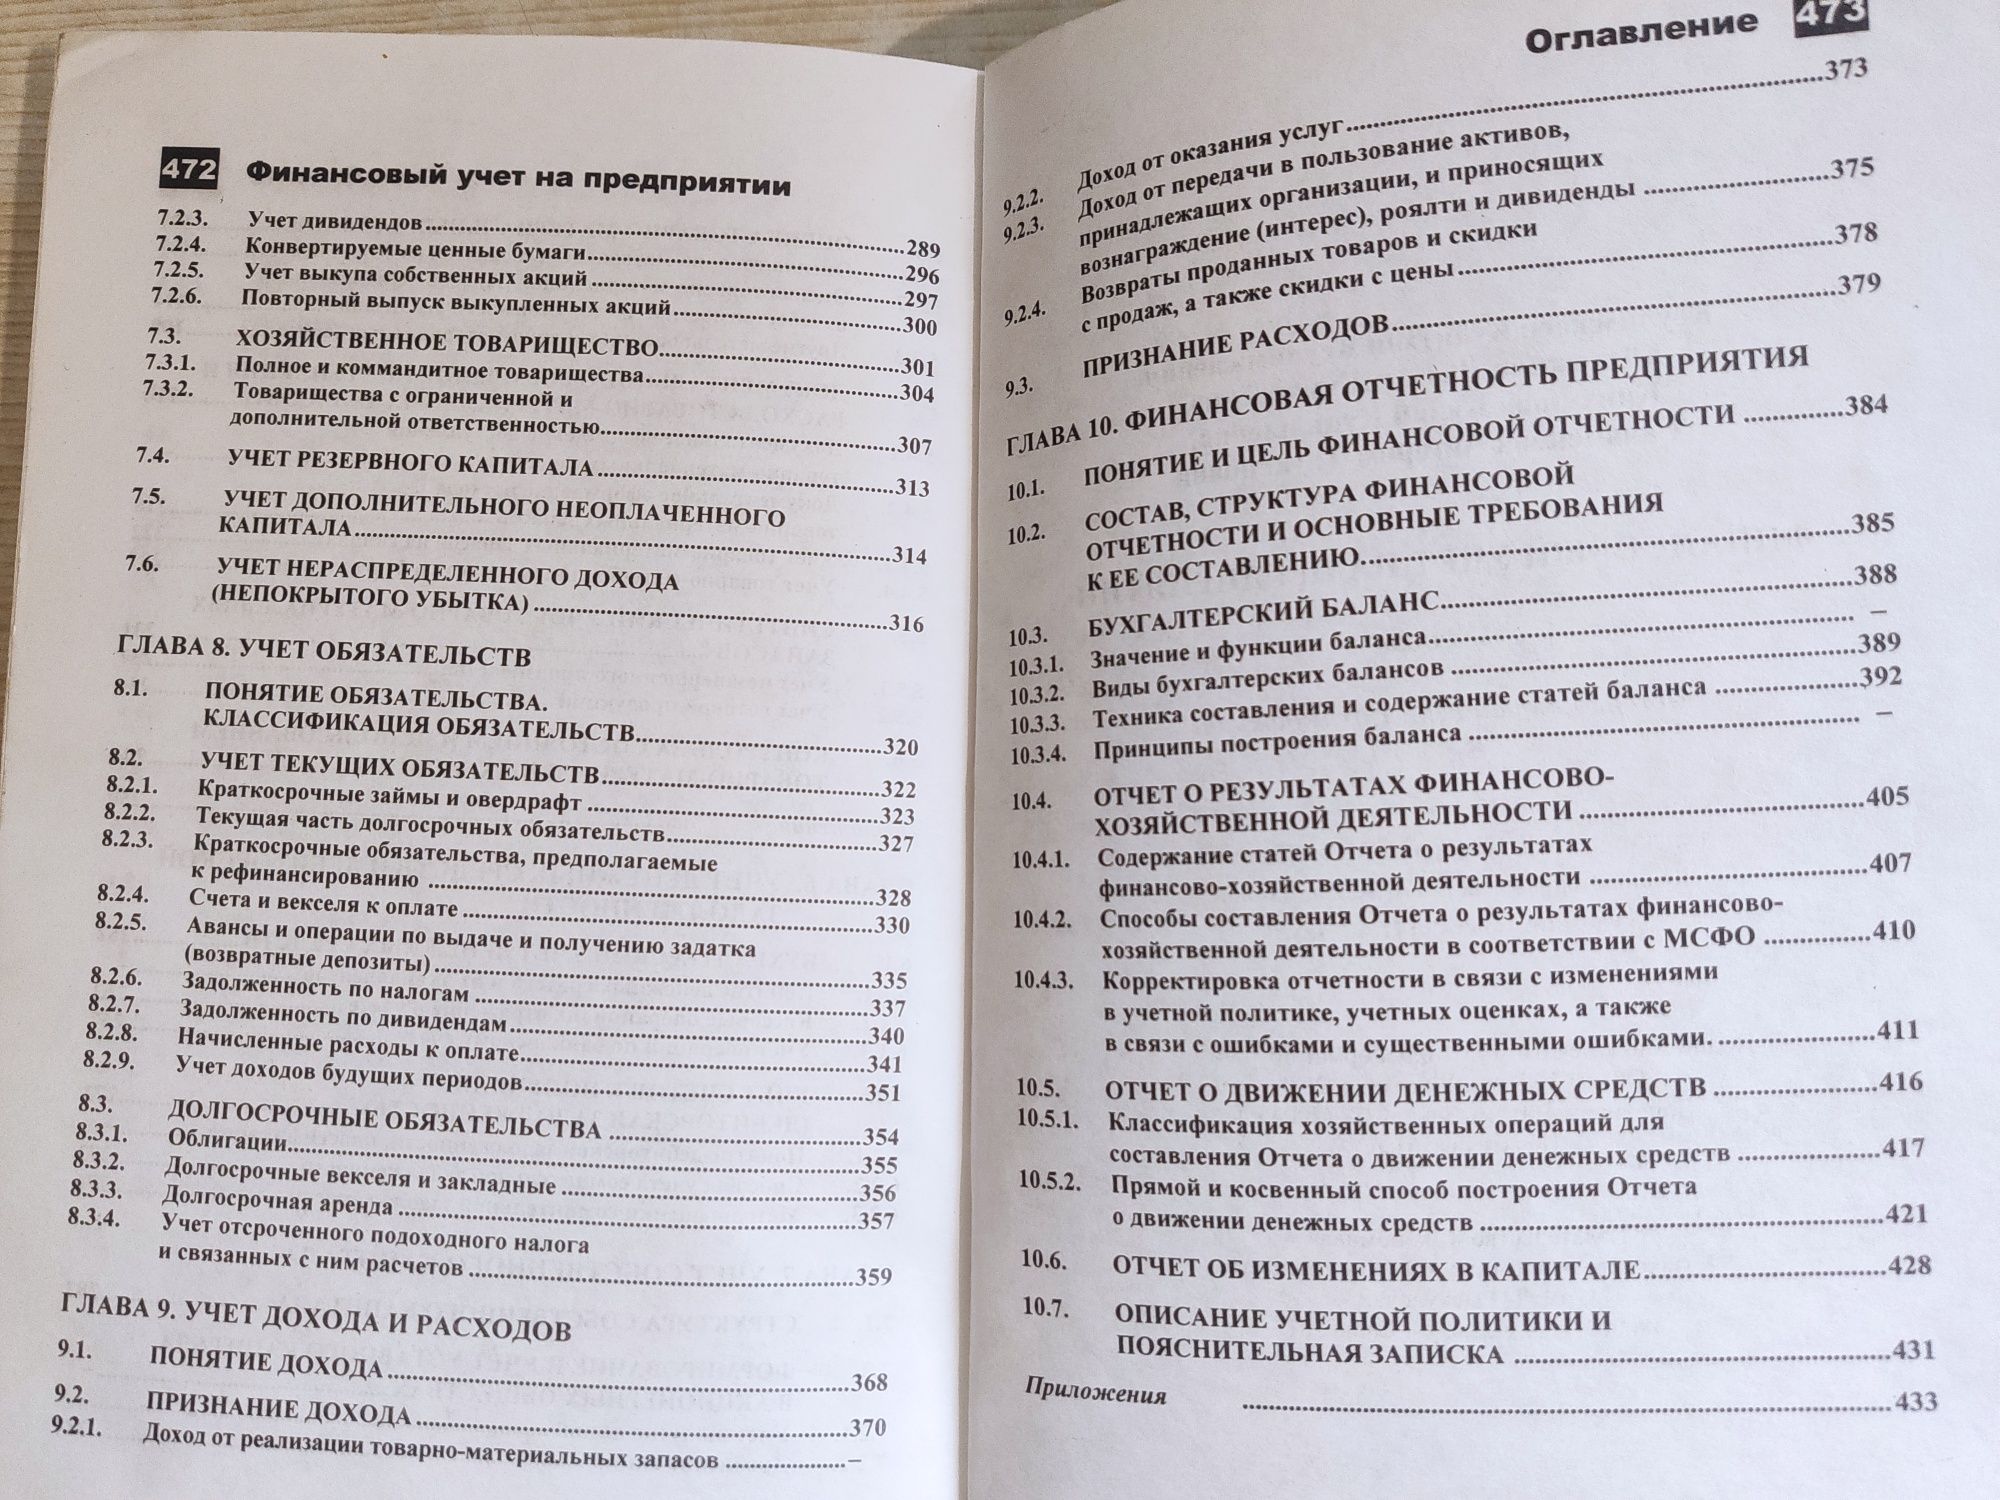 472 Финансовый учет на предприятии
7.2.3. Учет дивидендов ... 289
7.2.4. Конвертируемые ценные бумаги ... 296
7.2.5. Учет выкупа собственных акций ... 297
7.2.6. Повторный выпуск выкупленных акций ... 300
7.3. ХОЗЯЙСТВЕННОЕ ТОВАРИЩЕСТВО ... 301
7.3.1. Полное и коммандитное товарищества ... 304
7.3.2. Товарищества с ограниченной и
дополнительной ответственностью ... 307
7.4. УЧЕТ РЕЗЕРВНОГО КАПИТАЛА ... 313
7.5. УЧЕТ ДОПОЛНИТЕЛЬНОГО НЕОПЛАЧЕННОГО
КАПИТАЛА ... 314
7.6. УЧЕТ НЕРАСПРЕДЕЛЕННОГО ДОХОДА
(НЕПОКРЫТОГО УБЫТКА) ... 316
ГЛАВА 8. УЧЕТ ОБЯЗАТЕЛЬСТВ
8.1. ПОНЯТИЕ ОБЯЗАТЕЛЬСТВА.
КЛАССИФИКАЦИЯ ОБЯЗАТЕЛЬСТВ ... 320
8.2. УЧЕТ ТЕКУЩИХ ОБЯЗАТЕЛЬСТВ ... 322
8.2.1. Краткосрочные займы и овердрафт ... 323
8.2.2. Текущая часть долгосрочных обязательств ... 327
8.2.3. Краткосрочные обязательства, предполагаемые
к рефинансированию ... 328
8.2.4. Счета и векселя к оплате ... 330
8.2.5. Авансы и операции по выдаче и получению задатка
(возвратные депозиты) ... 335
8.2.6. Задолженность по налогам ... 337
8.2.7. Задолженность по дивидендам ... 340
8.2.8. Начисленные расходы к оплате ... 341
8.2.9. Учет доходов будущих периодов ... 351
8.3. ДОЛГОСРОЧНЫЕ ОБЯЗАТЕЛЬСТВА ... 354
8.3.1. Облигации ... 355
8.3.2. Долгосрочные векселя и закладные ... 356
8.3.3. Долгосрочная аренда ... 357
8.3.4. Учет отсроченного подоходного налога
и связанных с ним расчетов ... 359
ГЛАВА 9. УЧЕТ ДОХОДА И РАСХОДОВ
9.1. ПОНЯТИЕ ДОХОДА ... 368
9.2. ПРИЗНАНИЕ ДОХОДА ... 370
9.2.1. Доход от реализации товарно-материальных запасов ... –
Оглавление 473
9.2.2. Доход от оказания услуг ... 373
9.2.3. Доход от передачи в пользование активов,
принадлежащих организации, и приносящих
вознаграждение (интерес), роялти и дивиденды ... 375
9.2.4. Возвраты проданных товаров и скидки
с продаж, а также скидки с цены ... 378
9.3. ПРИЗНАНИЕ РАСХОДОВ ... 379
ГЛАВА 10. ФИНАНСОВАЯ ОТЧЕТНОСТЬ ПРЕДПРИЯТИЯ
10.1. ПОНЯТИЕ И ЦЕЛЬ ФИНАНСОВОЙ ОТЧЕТНОСТИ ... 384
10.2. СОСТАВ, СТРУКТУРА ФИНАНСОВОЙ
ОТЧЕТНОСТИ И ОСНОВНЫЕ ТРЕБОВАНИЯ
К ЕЕ СОСТАВЛЕНИЮ ... 385
10.3. БУХГАЛТЕРСКИЙ БАЛАНС ... 388
10.3.1. Значение и функции баланса ... –
10.3.2. Виды бухгалтерских балансов ... 389
10.3.3. Техника составления и содержание статей баланса ... 392
10.3.4. Принципы построения баланса ... –
10.4. ОТЧЕТ О РЕЗУЛЬТАТАХ ФИНАНСОВО-
ХОЗЯЙСТВЕННОЙ ДЕЯТЕЛЬНОСТИ ... 405
10.4.1. Содержание статей Отчета о результатах
финансово-хозяйственной деятельности ... 407
10.4.2. Способы составления Отчета о результатах финансово-
хозяйственной деятельности в соответствии с МСФО ... 410
10.4.3. Корректировка отчетности в связи с изменениями
в учетной политике, учетных оценках, а также
в связи с ошибками и существенными ошибками. ... 411
10.5. ОТЧЕТ О ДВИЖЕНИИ ДЕНЕЖНЫХ СРЕДСТВ ... 416
10.5.1. Классификация хозяйственных операций для
составления Отчета о движении денежных средств ... 417
10.5.2. Прямой и косвенный способ построения Отчета
о движении денежных средств ... 421
10.6. ОТЧЕТ ОБ ИЗМЕНЕНИЯХ В КАПИТАЛЕ ... 428
10.7. ОПИСАНИЕ УЧЕТНОЙ ПОЛИТИКИ И
ПОЯСНИТЕЛЬНАЯ ЗАПИСКА ... 431
Приложения ... 433